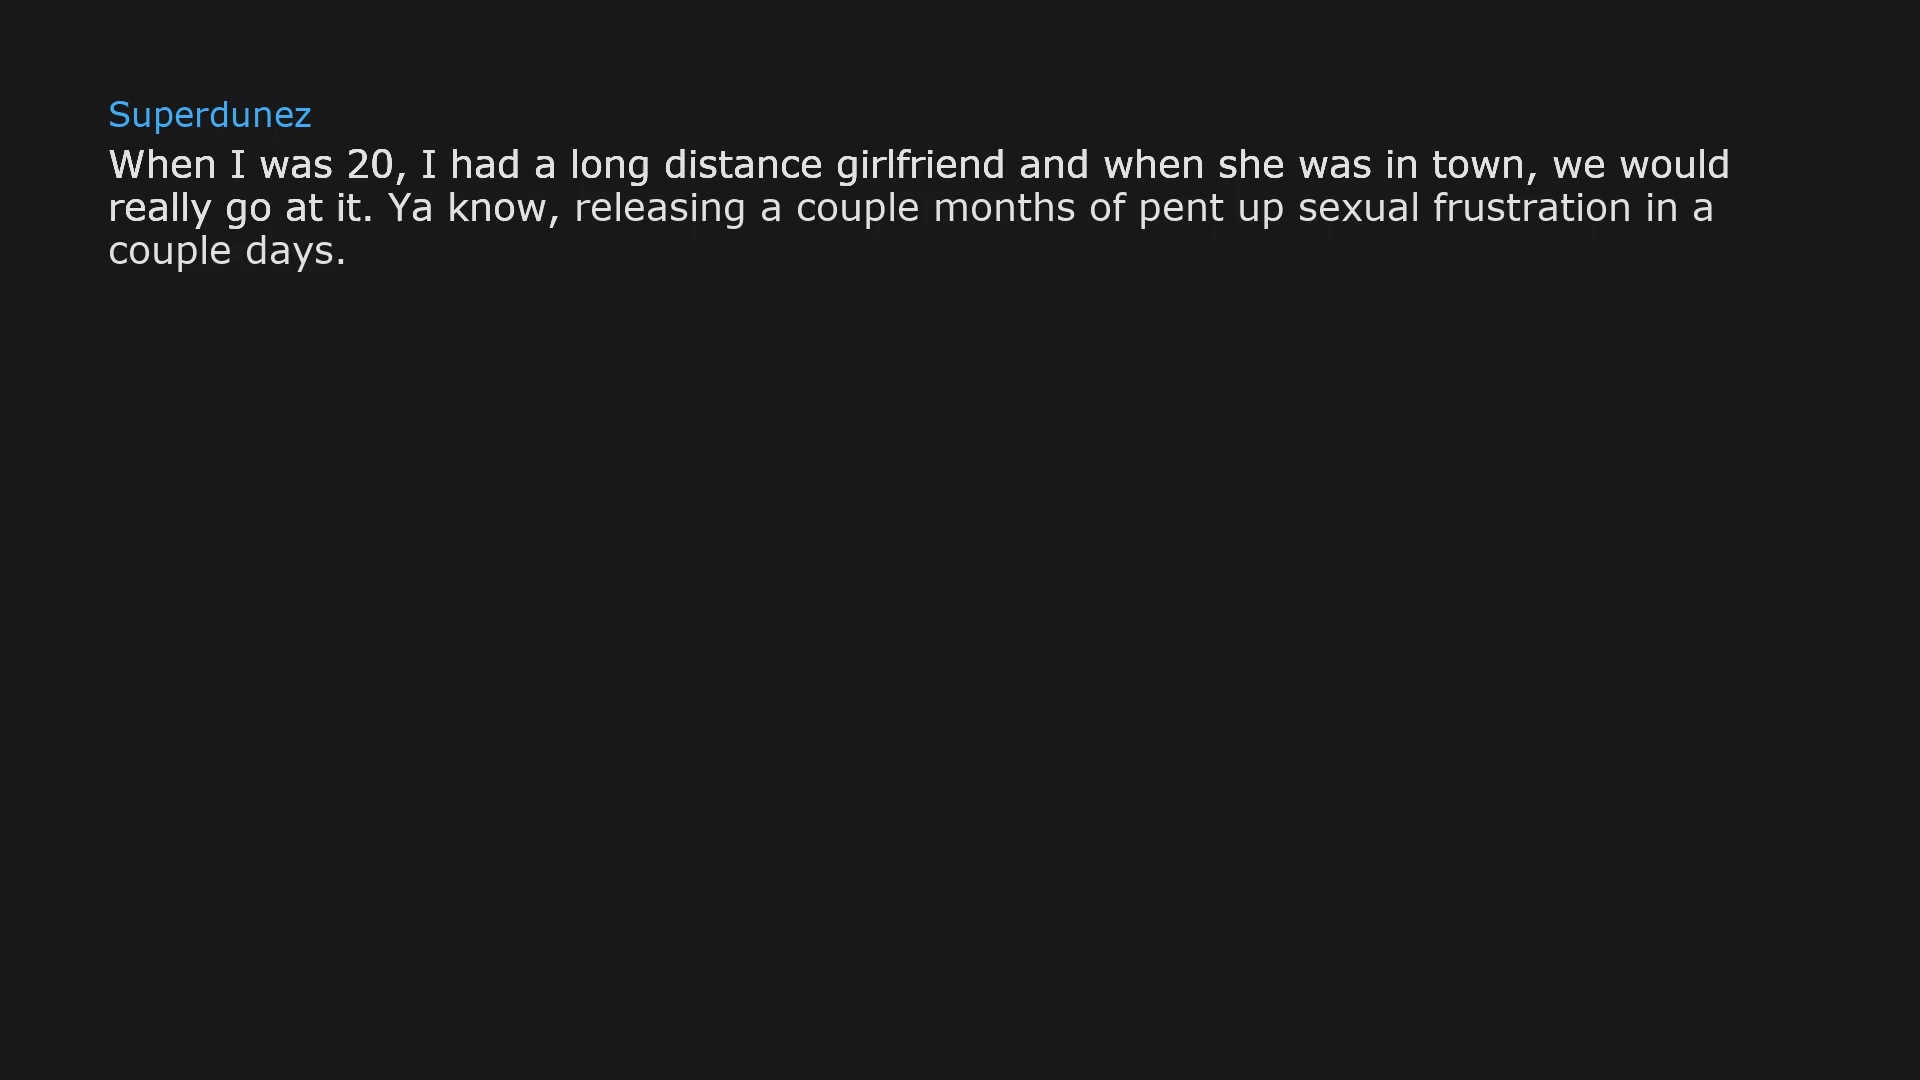 Superdunez
When I was 20, I had a long distance girlfriend and when she was in town, we would
really go at it. Ya know, releasing a couple months of pent up sexual frustration in a
couple days.